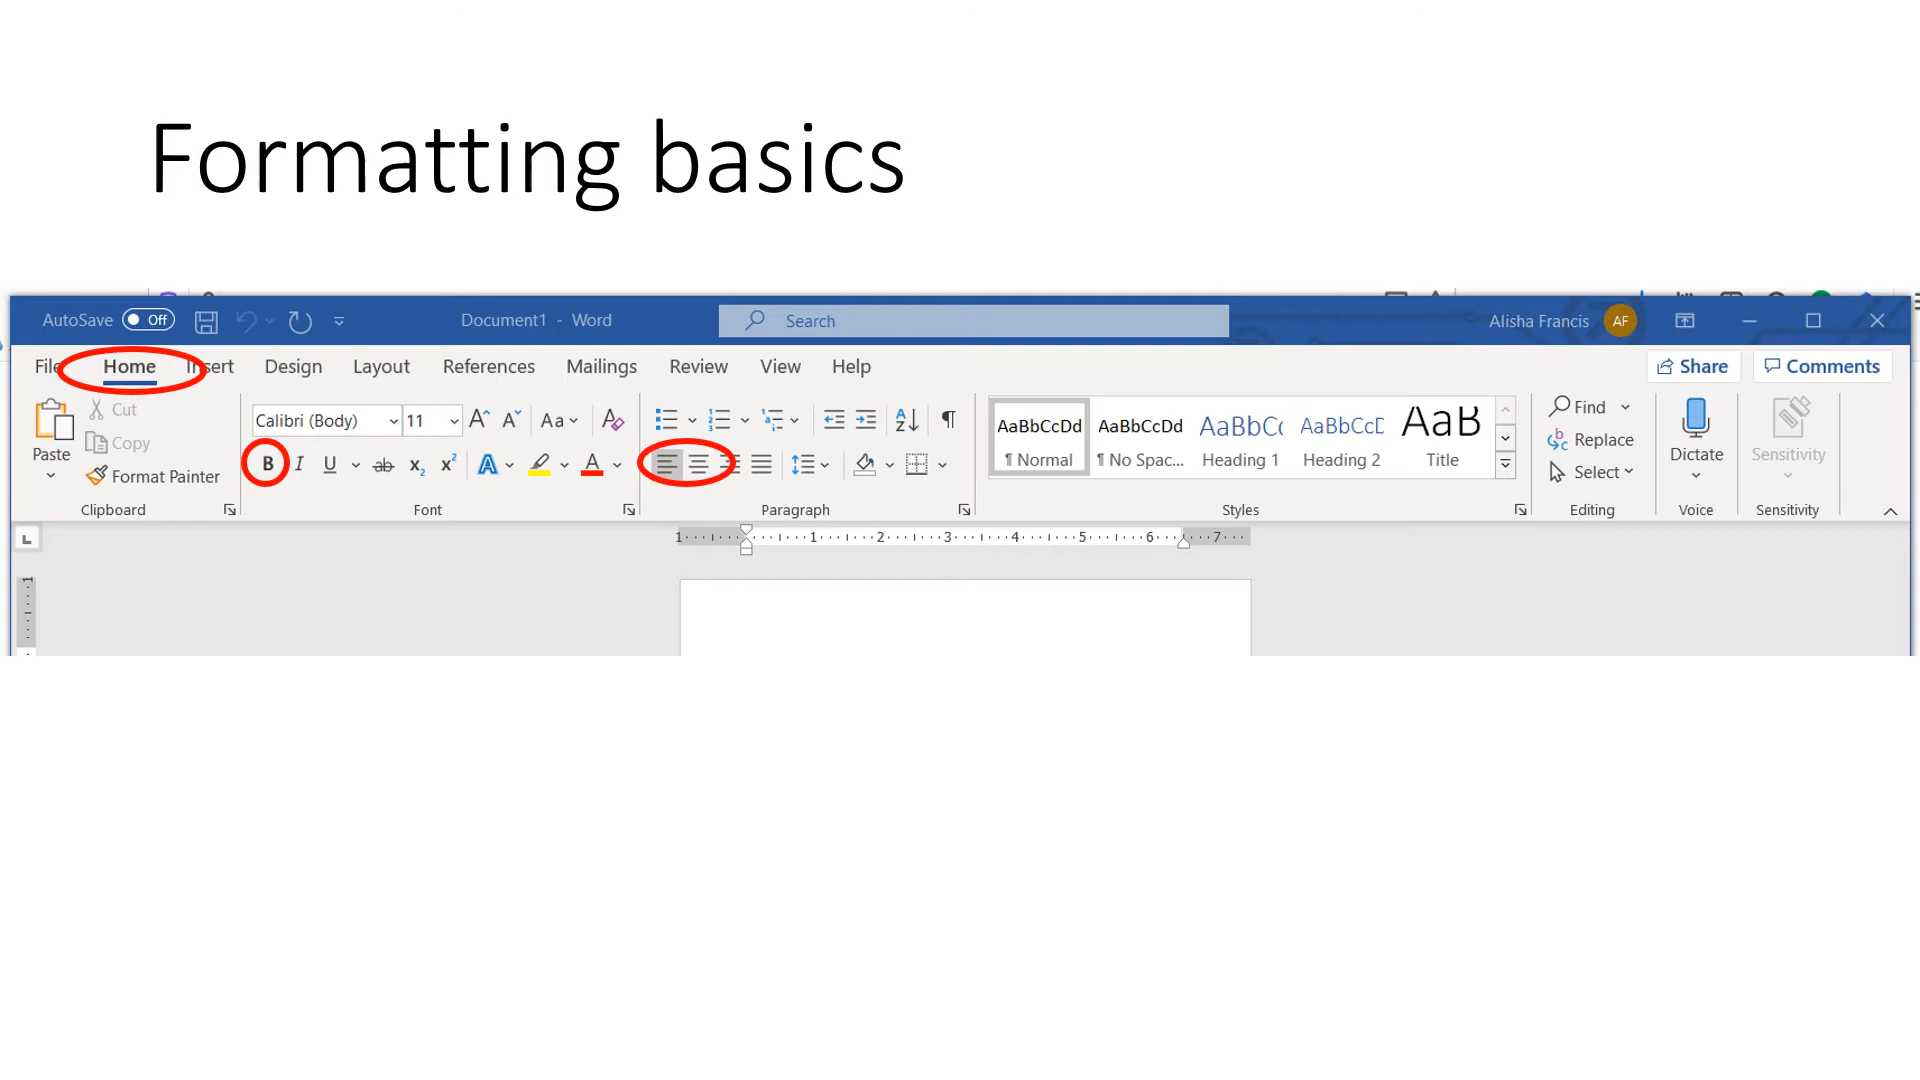 Formatting basics
AutoSave Off Document1 - Word Search Alisha Francis AF
File Home Insert Design Layout References Mailings Review View Help Share Comments
Paste
Cut
Copy
Format Painter
Clipboard
Calibri (Body) 11 Aa
B I U ab x₂ x² A A
Font
Paragraph
AaBbCcDd AaBbCcDd AaBbCc AaBbCcD AaB
¶ Normal ¶ No Spac... Heading 1 Heading 2 Title
Styles
Find
Replace
Select
Editing
Dictate
Voice
Sensitivity
Sensitivity
1 1 2 3 4 5 6 7
1